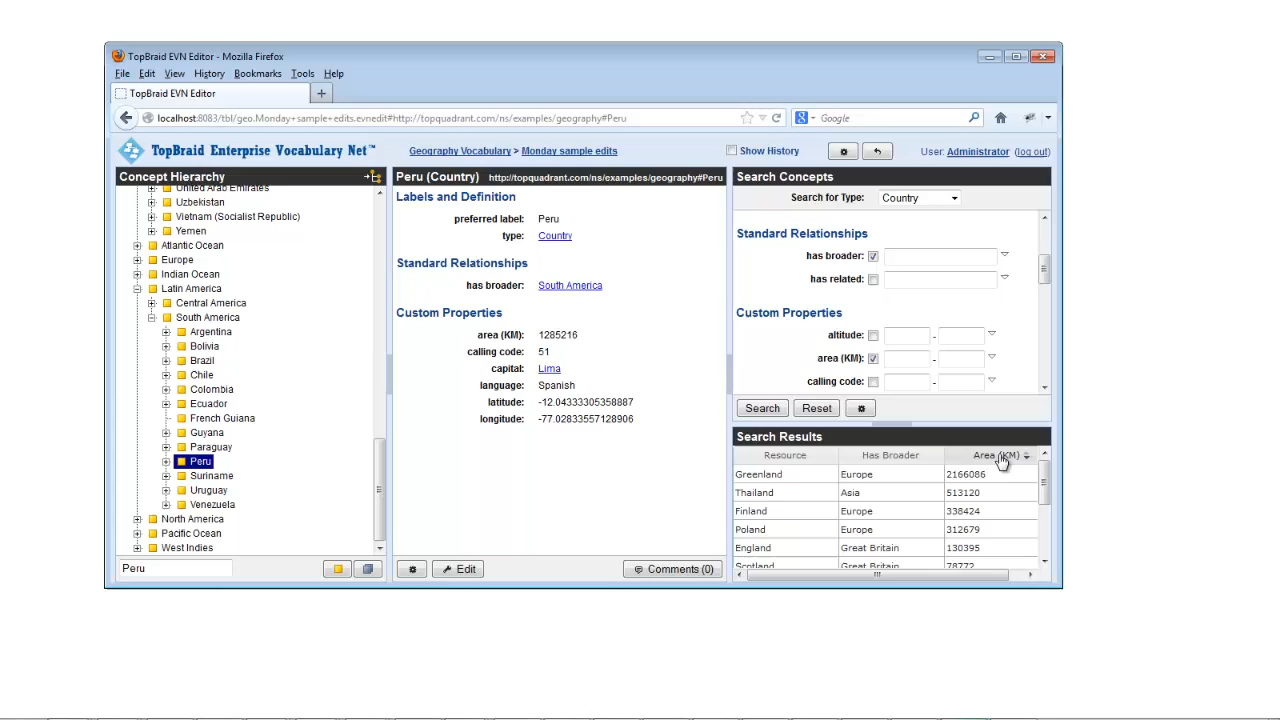 TopBraid EVN Editor - Mozilla Firefox
File Edit View History Bookmarks Tools Help
TopBraid EVN Editor +
localhost:8083/tbl/geo.Monday+sample+edits.evnedit#http://topquadrant.com/ns/examples/geography#Peru Google
TopBraid Enterprise Vocabulary Net™ Geography Vocabulary > Monday sample edits Show History User: Administrator (log out)
Concept Hierarchy
United Arab Emirates
Uzbekistan
Vietnam (Socialist Republic)
Yemen
Atlantic Ocean
Europe
Indian Ocean
Latin America
Central America
South America
Argentina
Bolivia
Brazil
Chile
Colombia
Ecuador
French Guiana
Guyana
Paraguay
Peru
Suriname
Uruguay
Venezuela
North America
Pacific Ocean
West Indies
Peru
Peru (Country) http://topquadrant.com/ns/examples/geography#Peru
Labels and Definition
preferred label: Peru
type: Country
Standard Relationships
has broader: South America
Custom Properties
area (KM): 1285216
calling code: 51
capital: Lima
language: Spanish
latitude: -12.04333305358887
longitude: -77.02833557128906
Edit Comments (0)
Search Concepts
Search for Type: Country
Standard Relationships
has broader:
has related:
Custom Properties
altitude: -
area (KM): -
calling code: -
Search Reset
Search Results
Resource Has Broader Area (KM)
Greenland Europe 2166086
Thailand Asia 513120
Finland Europe 338424
Poland Europe 312679
England Great Britain 130395
Scotland Great Britain 78772